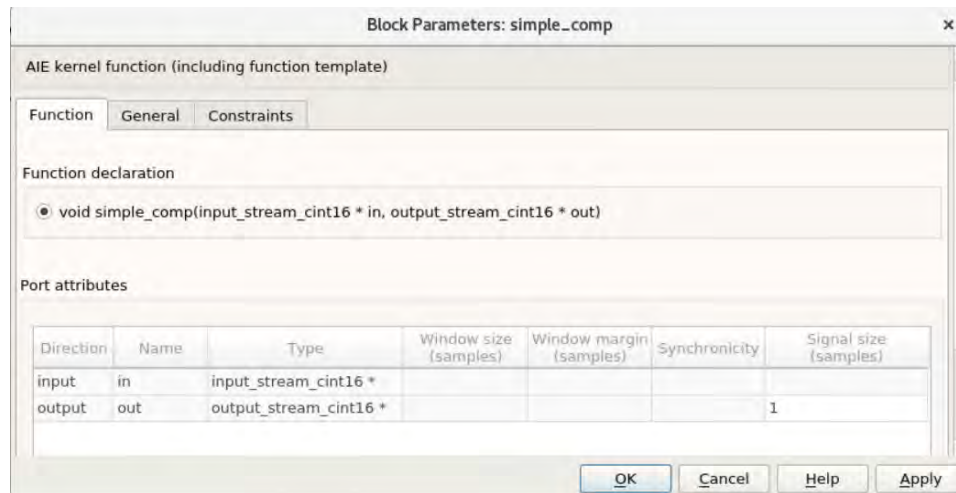 Block Parameters: simple_comp
×
AIE kernel function (including function template)
Function General Constraints
Function declaration
void simple_comp(input_stream_cint16 * in, output_stream_cint16 * out)
Port attributes
Direction Name Type Window size (samples) Window margin (samples) Synchronicity Signal size (samples)
input in input_stream_cint16 *
output out output_stream_cint16 * 1
OK Cancel Help Apply